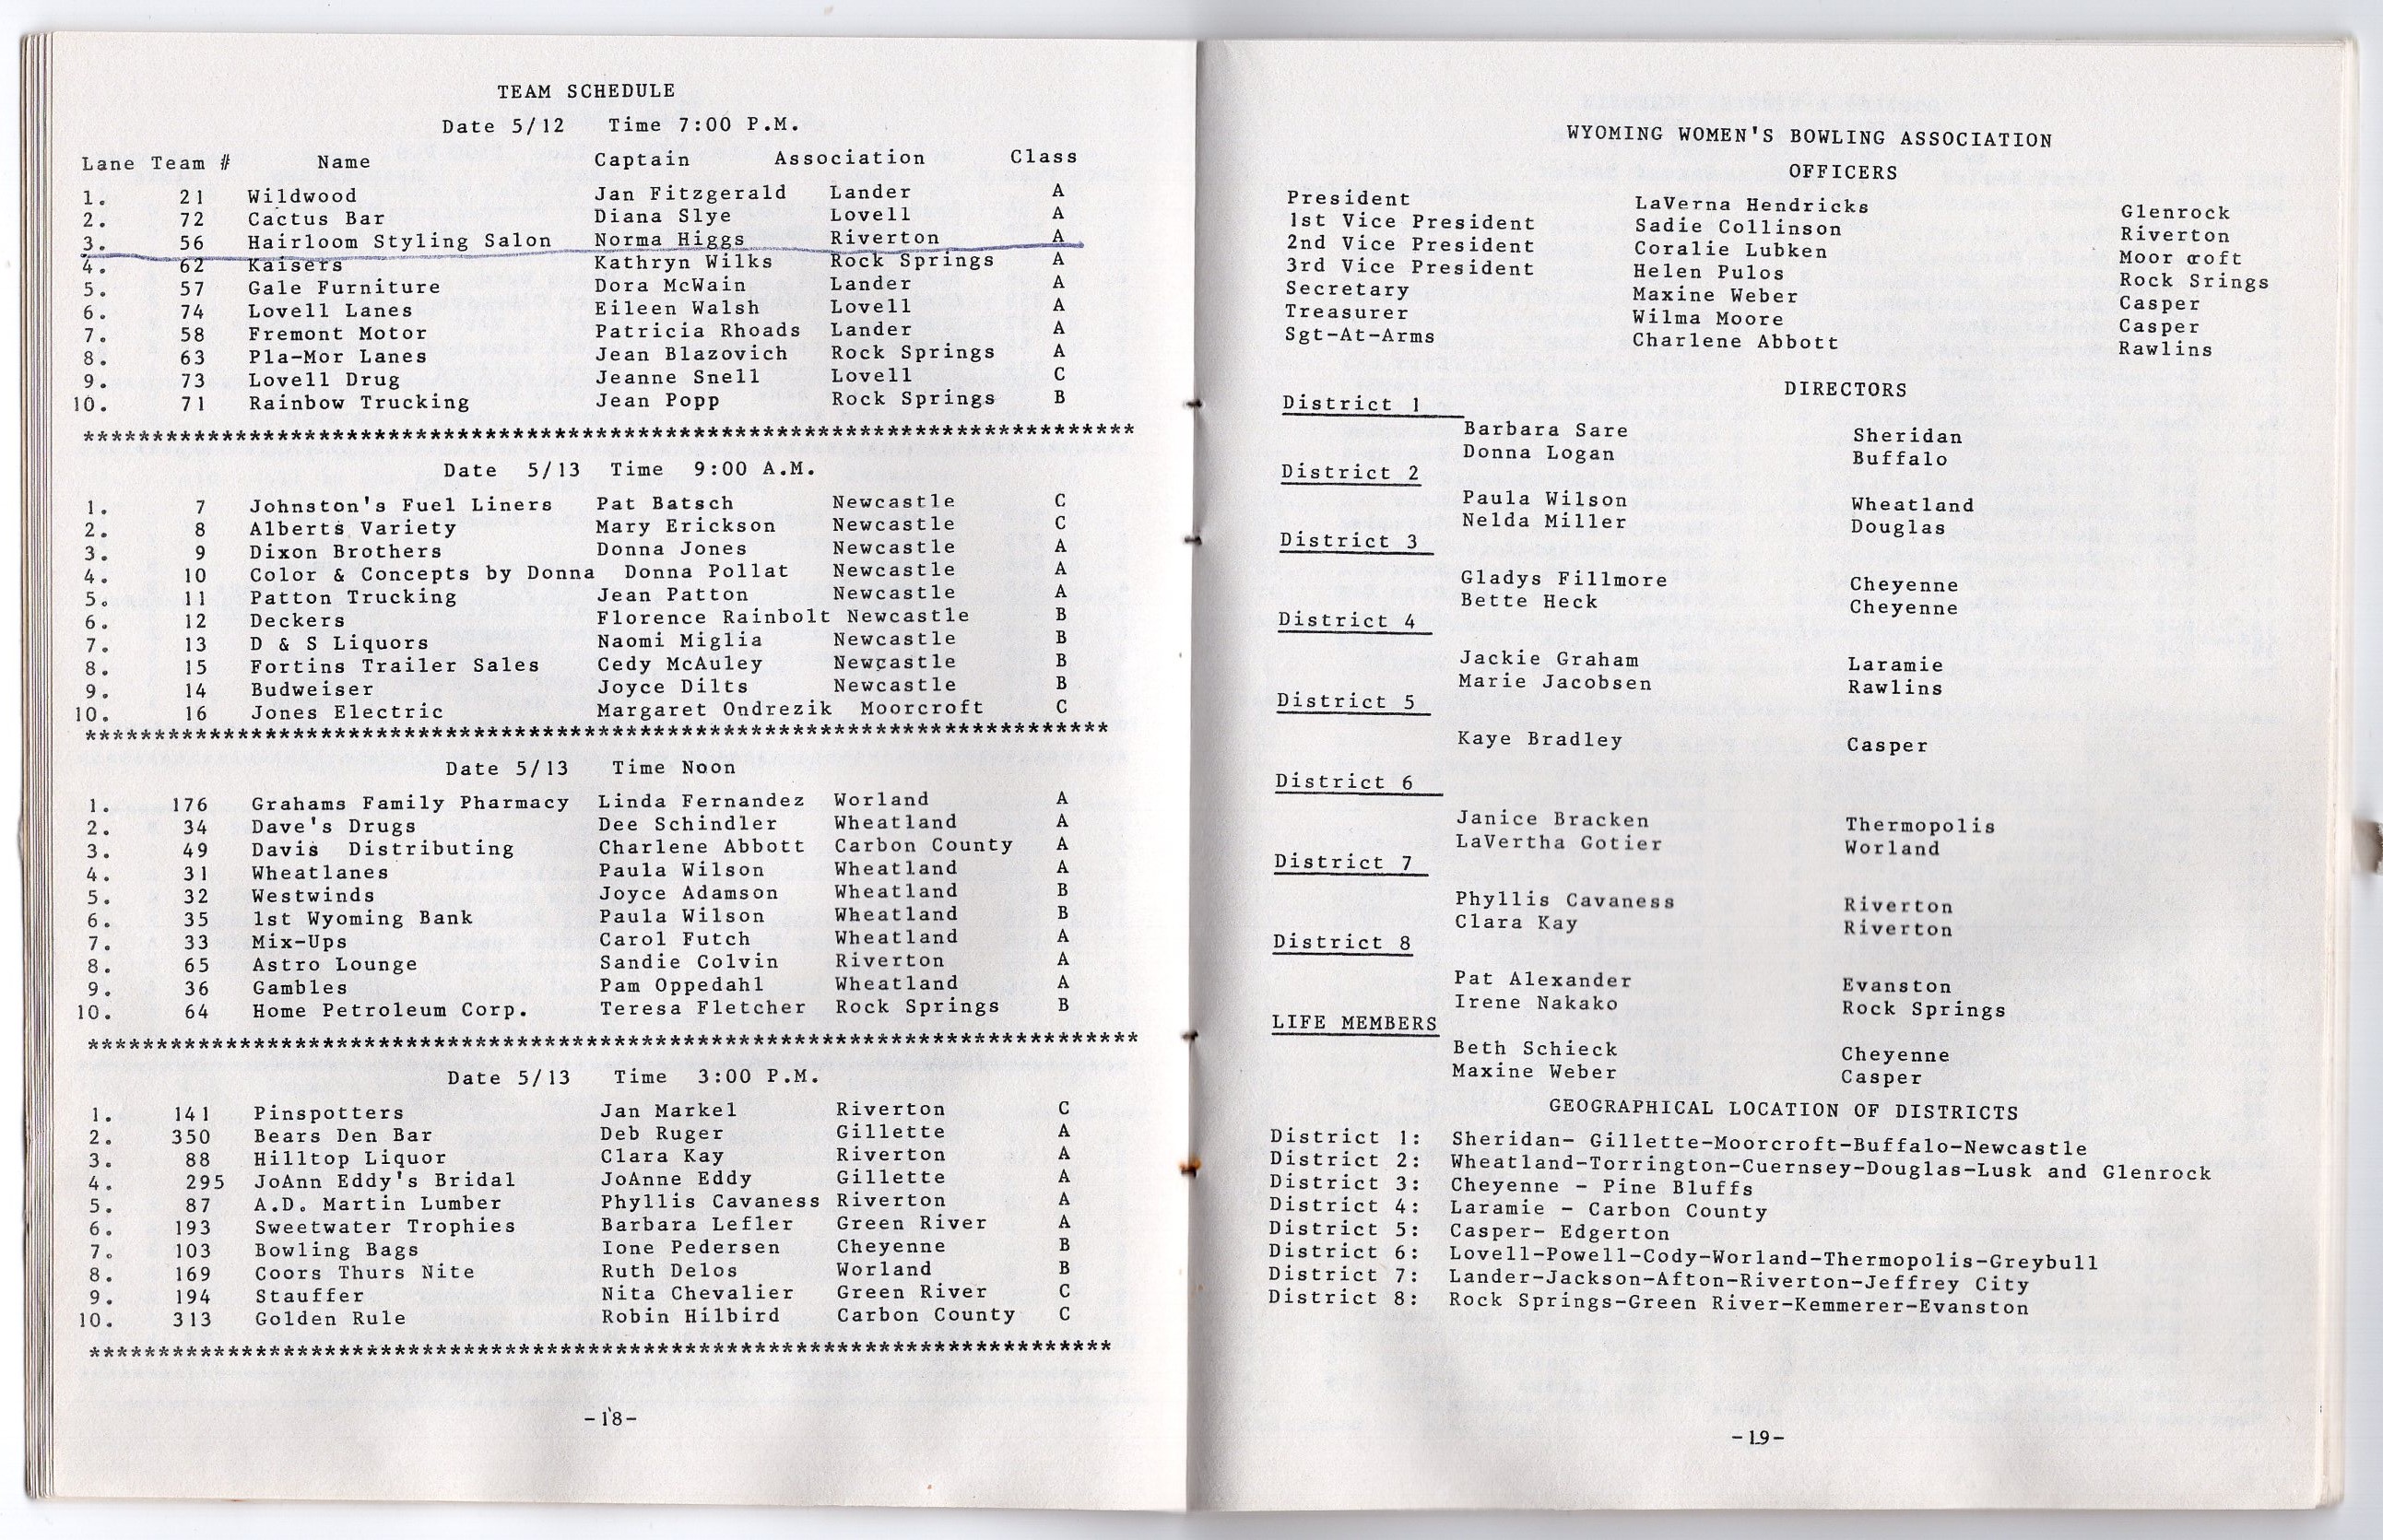 TEAM SCHEDULE
Date 5/12 Time 7:00 P.M.
Lane Team # Name Captain Association Class
1. 21 Wildwood Jan Fitzgerald Lander A
2. 72 Cactus Bar Diana Slye Lovell A
3. 56 Hairloom Styling Salon Norma Higgs Riverton A
4. 62 Kaisers Kathryn Wilks Rock Springs A
5. 57 Gale Furniture Dora McWain Lander A
6. 74 Lovell Lanes Eileen Walsh Lovell A
7. 58 Fremont Motor Patricia Rhoads Lander A
8. 63 Pla-Mor Lanes Jean Blazovich Rock Springs A
9. 73 Lovell Drug Jeanne Snell Lovell C
10. 71 Rainbow Trucking Jean Popp Rock Springs B
****************************************************************************
Date 5/13 Time 9:00 A.M.
1. 7 Johnston's Fuel Liners Pat Batsch Newcastle C
2. 8 Alberts Variety Mary Erickson Newcastle C
3. 9 Dixon Brothers Donna Jones Newcastle A
4. 10 Color & Concepts by Donna Donna Pollat Newcastle A
5. 11 Patton Trucking Jean Patton Newcastle A
6. 12 Deckers Florence Rainbolt Newcastle B
7. 13 D & S Liquors Naomi Miglia Newcastle B
8. 15 Fortins Trailer Sales Cedy McAuley Newcastle B
9. 14 Budweiser Joyce Dilts Newcastle B
10. 16 Jones Electric Margaret Ondrezik Moorcroft C
**************************************************************************
Date 5/13 Time Noon
1. 176 Grahams Family Pharmacy Linda Fernandez Worland A
2. 34 Dave's Drugs Dee Schindler Wheatland A
3. 49 Davis Distributing Charlene Abbott Carbon County A
4. 31 Wheatlanes Paula Wilson Wheatland A
5. 32 Westwinds Joyce Adamson Wheatland B
6. 35 1st Wyoming Bank Paula Wilson Wheatland B
7. 33 Mix-Ups Carol Futch Wheatland A
8. 65 Astro Lounge Sandie Colvin Riverton A
9. 36 Gambles Pam Oppedahl Wheatland A
10. 64 Home Petroleum Corp. Teresa Fletcher Rock Springs B
****************************************************************************
Date 5/13 Time 3:00 P.M.
1. 141 Pinspotters Jan Markel Riverton C
2. 350 Bears Den Bar Deb Ruger Gillette A
3. 88 Hilltop Liquor Clara Kay Riverton A
4. 295 JoAnn Eddy's Bridal JoAnne Eddy Gillette A
5. 87 A.D. Martin Lumber Phyllis Cavaness Riverton A
6. 193 Sweetwater Trophies Barbara Lefler Green River A
7. 103 Bowling Bags Ione Pedersen Cheyenne B
8. 169 Coors Thurs Nite Ruth Delos Worland B
9. 194 Stauffer Nita Chevalier Green River C
10. 313 Golden Rule Robin Hilbird Carbon County C
**************************************************************************
-18-
WYOMING WOMEN'S BOWLING ASSOCIATION
OFFICERS
President LaVerna Hendricks Glenrock
1st Vice President Sadie Collinson Riverton
2nd Vice President Coralie Lubken Moor croft
3rd Vice President Helen Pulos Rock Srings
Secretary Maxine Weber Casper
Treasurer Wilma Moore Casper
Sgt-At-Arms Charlene Abbott Rawlins
DIRECTORS
District 1
Barbara Sare Sheridan
Donna Logan Buffalo
District 2
Paula Wilson Wheatland
Nelda Miller Douglas
District 3
Gladys Fillmore Cheyenne
Bette Heck Cheyenne
District 4
Jackie Graham Laramie
Marie Jacobsen Rawlins
District 5
Kaye Bradley Casper
District 6
Janice Bracken Thermopolis
LaVertha Gotier Worland
District 7
Phyllis Cavaness Riverton
Clara Kay Riverton
District 8
Pat Alexander Evanston
Irene Nakako Rock Springs
LIFE MEMBERS
Beth Schieck Cheyenne
Maxine Weber Casper
GEOGRAPHICAL LOCATION OF DISTRICTS
District 1: Sheridan- Gillette-Moorcroft-Buffalo-Newcastle
District 2: Wheatland-Torrington-Cuernsey-Douglas-Lusk and Glenrock
District 3: Cheyenne - Pine Bluffs
District 4: Laramie - Carbon County
District 5: Casper- Edgerton
District 6: Lovell-Powell-Cody-Worland-Thermopolis-Greybull
District 7: Lander-Jackson-Afton-Riverton-Jeffrey City
District 8: Rock Springs-Green River-Kemmerer-Evanston
-19-